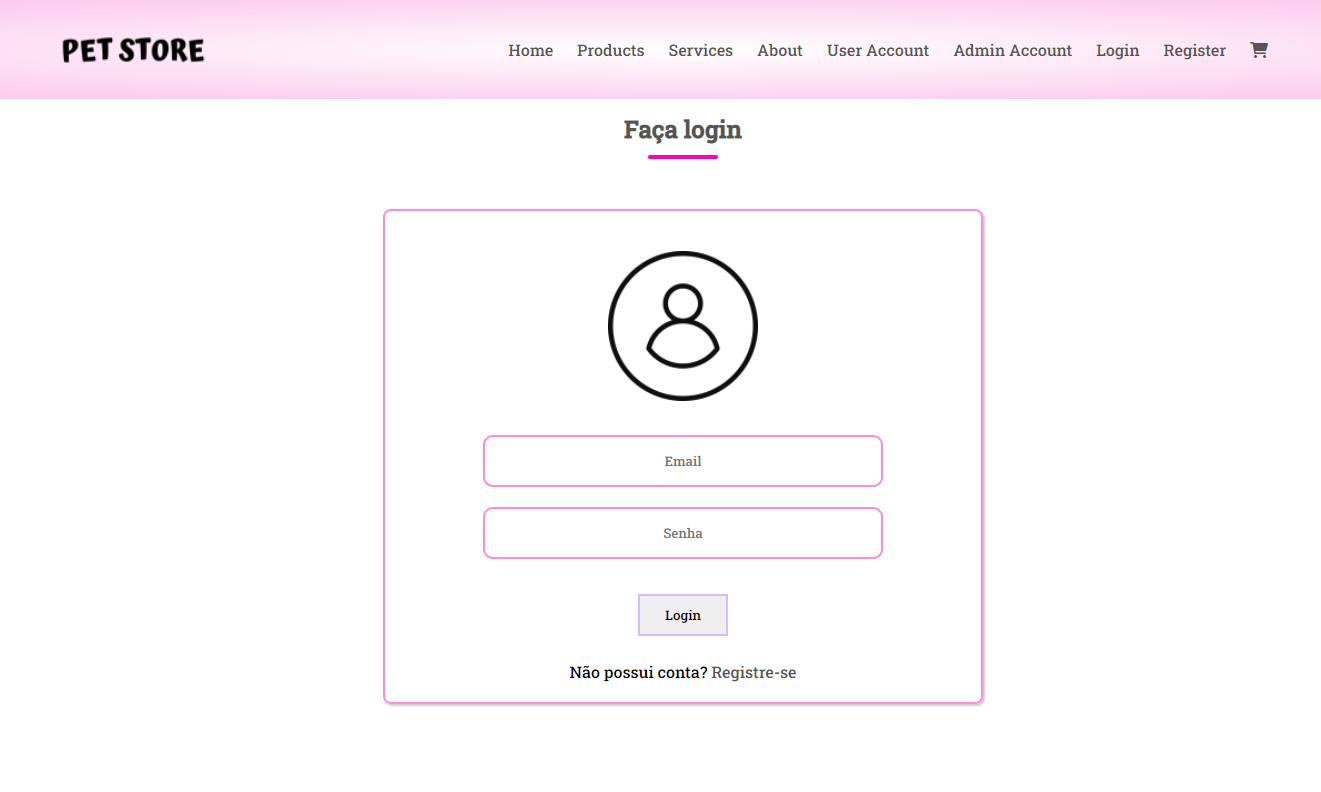 PET STORE Home Products Services About User Account Admin Account Login Register
Faça login
Email
Senha
Login
Não possui conta? Registre-se